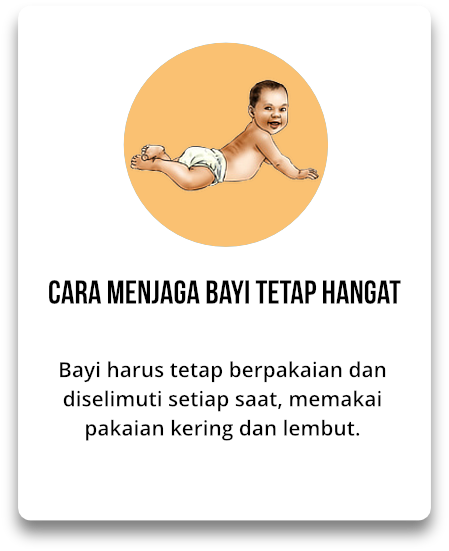 CARA MENJAGA BAYI TETAP HANGAT
Bayi harus tetap berpakaian dan
diselimuti setiap saat, memakai
pakaian kering dan lembut.